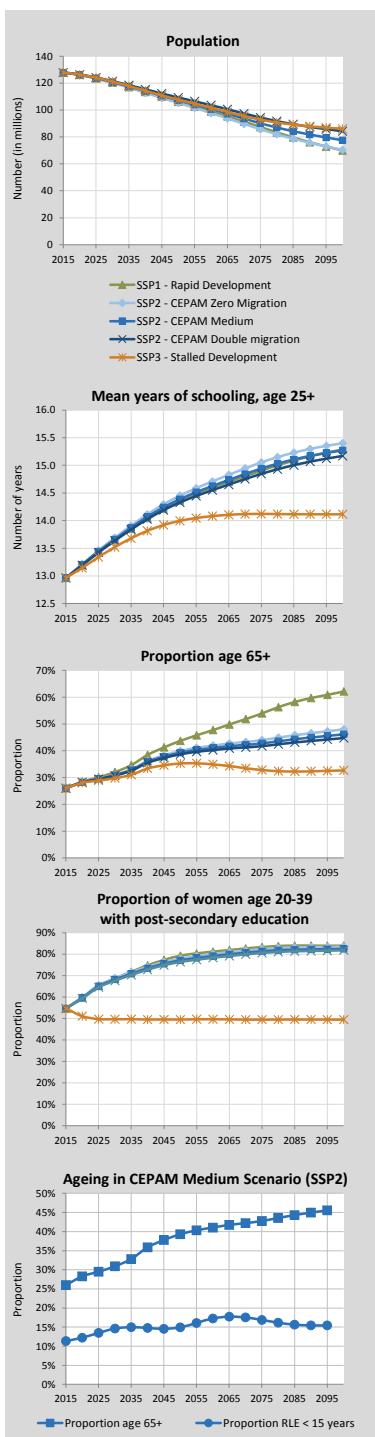 Population
Number (in millions)
140
120
100
80
60
40
20
0
2015 2025 2035 2045 2055 2065 2075 2085 2095
SSP1 - Rapid Development
SSP2 - CEPAM Zero Migration
SSP2 - CEPAM Medium
SSP2 - CEPAM Double migration
SSP3 - Stalled Development
Mean years of schooling, age 25+
Number of years
16.0
15.5
15.0
14.5
14.0
13.5
13.0
12.5
2015 2025 2035 2045 2055 2065 2075 2085 2095
Proportion age 65+
Proportion
70%
60%
50%
40%
30%
20%
10%
0%
2015 2025 2035 2045 2055 2065 2075 2085 2095
Proportion of women age 20-39
with post-secondary education
Proportion
90%
80%
70%
60%
50%
40%
30%
20%
10%
0%
2015 2025 2035 2045 2055 2065 2075 2085 2095
Ageing in CEPAM Medium Scenario (SSP2)
Proportion
50%
45%
40%
35%
30%
25%
20%
15%
10%
5%
0%
2015 2025 2035 2045 2055 2065 2075 2085 2095
Proportion age 65+ Proportion RLE < 15 years